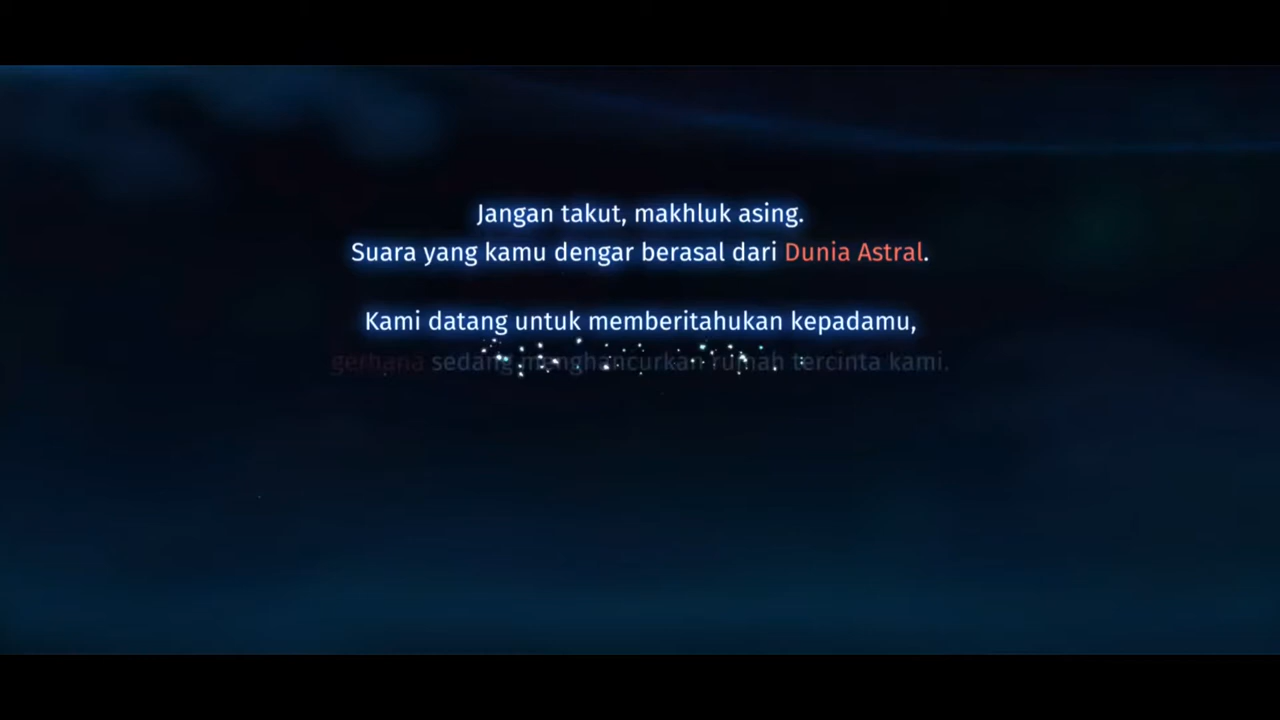 Jangan takut, makhluk asing.
Suara yang kamu dengar berasal dari Dunia Astral.
Kami datang untuk memberitahukan kepadamu,
gerhana sedang menghancurkan rumah tercinta kami.